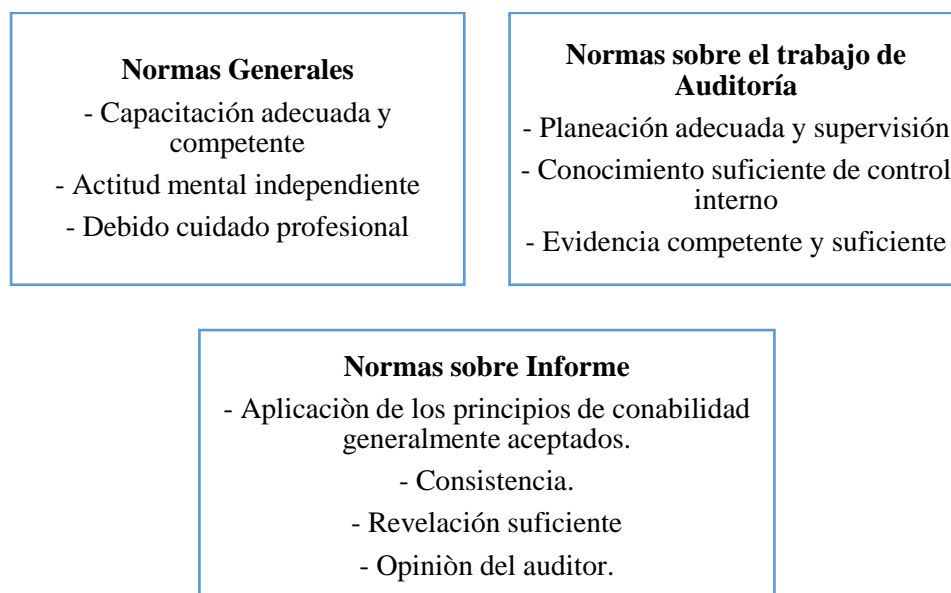 Normas Generales
- Capacitación adecuada y
competente
- Actitud mental independiente
- Debido cuidado profesional
Normas sobre el trabajo de
Auditoría
- Planeación adecuada y supervisión
- Conocimiento suficiente de control
interno
- Evidencia competente y suficiente
Normas sobre Informe
- Aplicaciòn de los principios de conabilidad
generalmente aceptados.
- Consistencia.
- Revelación suficiente
- Opiniòn del auditor.